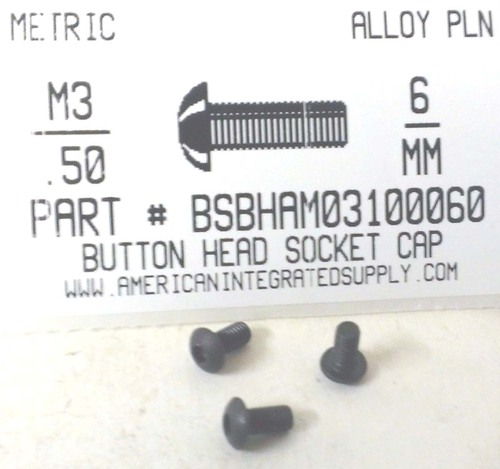 METRIC ALLOY PLN
M3 6
.50 MM
PART # BSBHAM03100060
BUTTON HEAD SOCKET CAP
WWW.AMERICANINTEGRATEDSUPPLY.COM